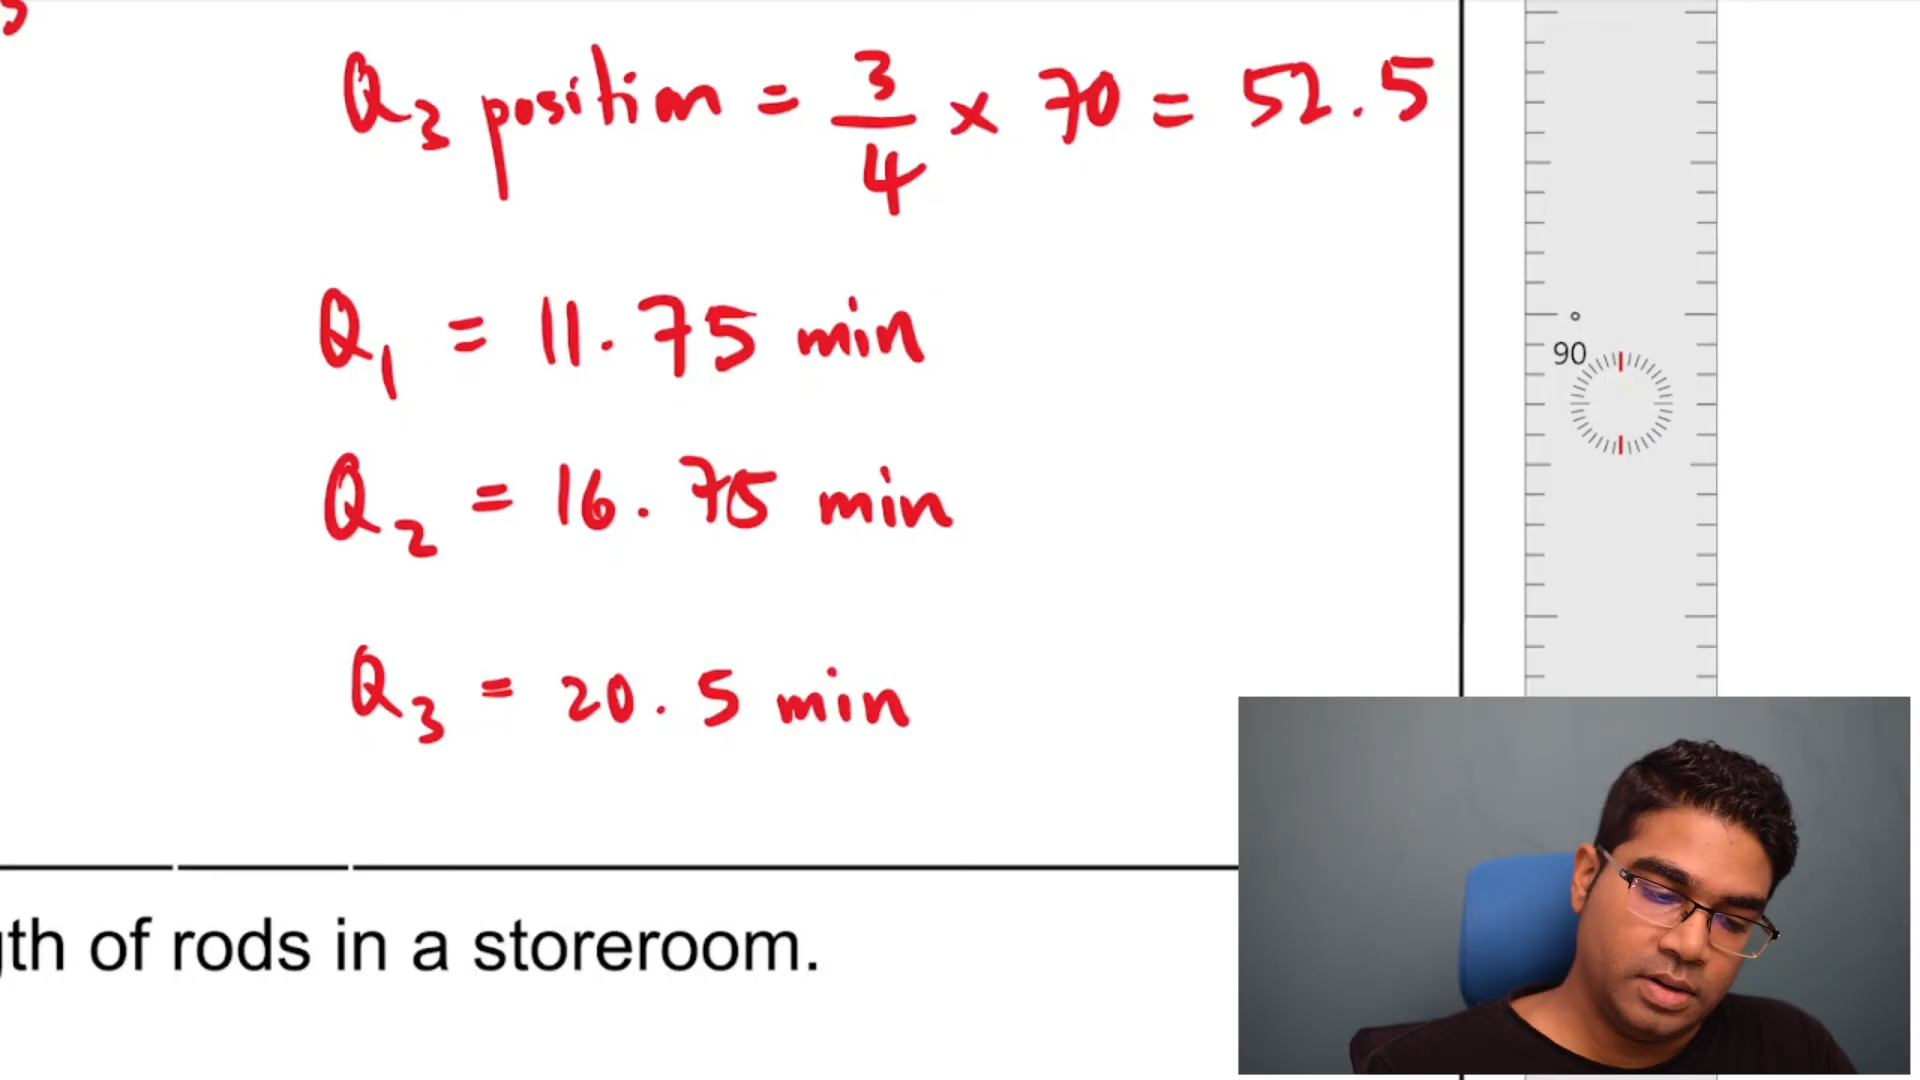 Q₃ position = 3/4 × 70 = 52.5
Q₁ = 11.75 min
90
Q₂ = 16.75 min
Q₃ = 20.5 min
gth of rods in a storeroom.